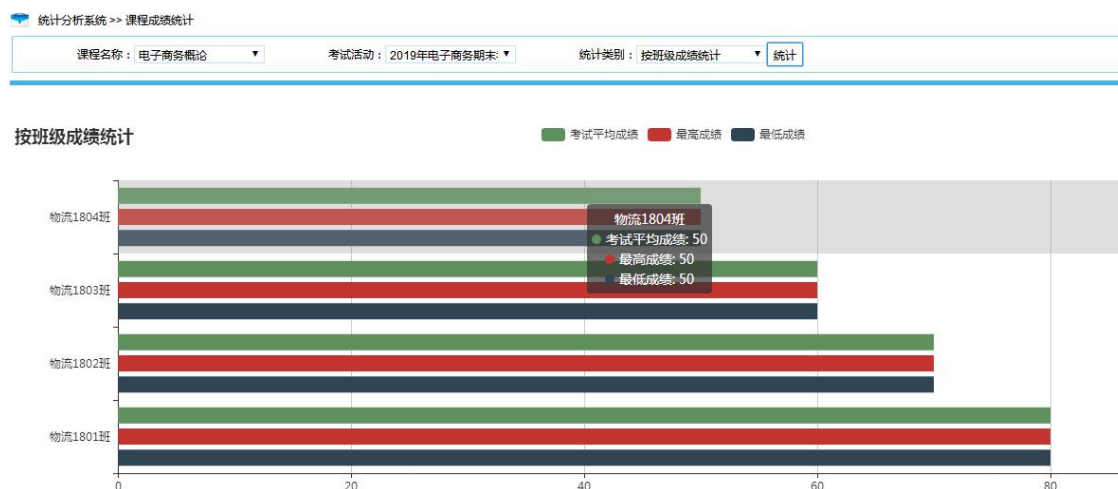 统计分析系统 >> 课程成绩统计
课程名称： 电子商务概论 考试活动： 2019年电子商务期末 统计类别： 按班级成绩统计 统计
按班级成绩统计
考试平均成绩 最高成绩 最低成绩
物流1804班
物流1804班
考试平均成绩: 50
最高成绩: 50
最低成绩: 50
物流1803班
物流1802班
物流1801班
0 20 40 60 80